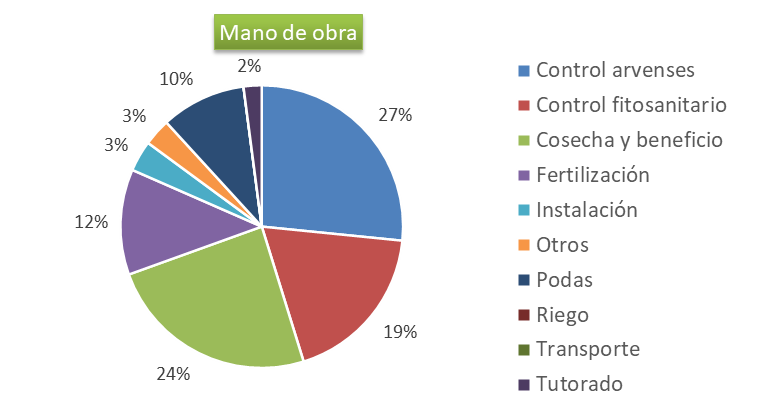 Mano de obra
2%
10%
27%
3%
3%
12%
19%
24%
Control arvenses
Control fitosanitario
Cosecha y beneficio
Fertilización
Instalación
Otros
Podas
Riego
Transporte
Tutorado